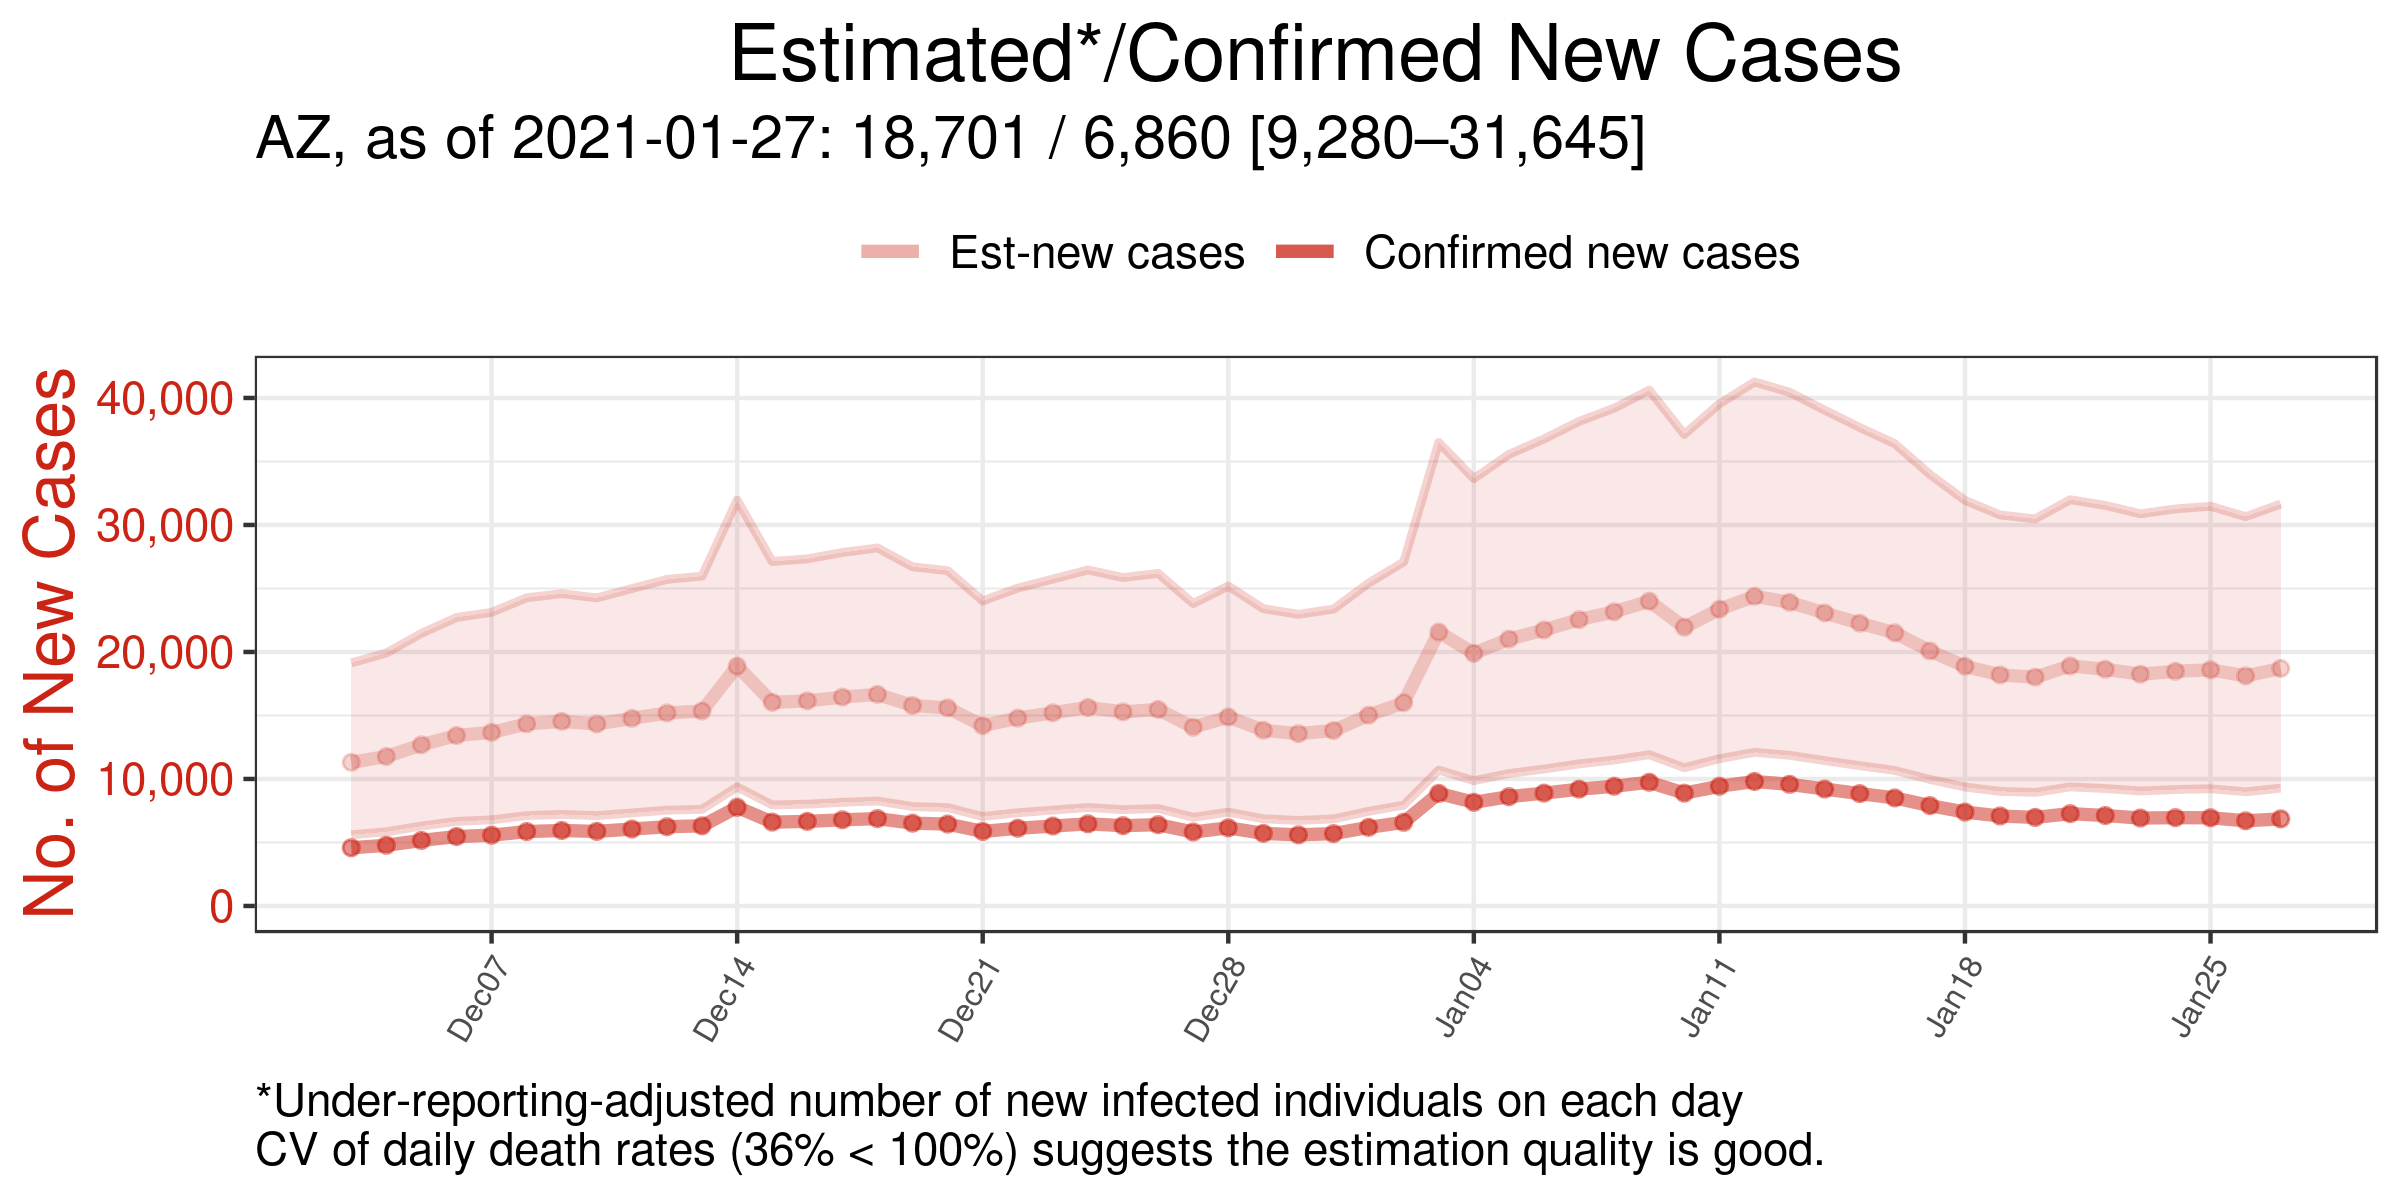 Estimated*/Confirmed New Cases
AZ, as of 2021-01-27: 18,701 / 6,860 [9,280–31,645]
Est-new cases
Confirmed new cases
No. of New Cases
40,000
30,000
20,000
10,000
0
Dec07
Dec14
Dec21
Dec28
Jan04
Jan11
Jan18
Jan25
*Under-reporting-adjusted number of new infected individuals on each day
CV of daily death rates (36% < 100%) suggests the estimation quality is good.